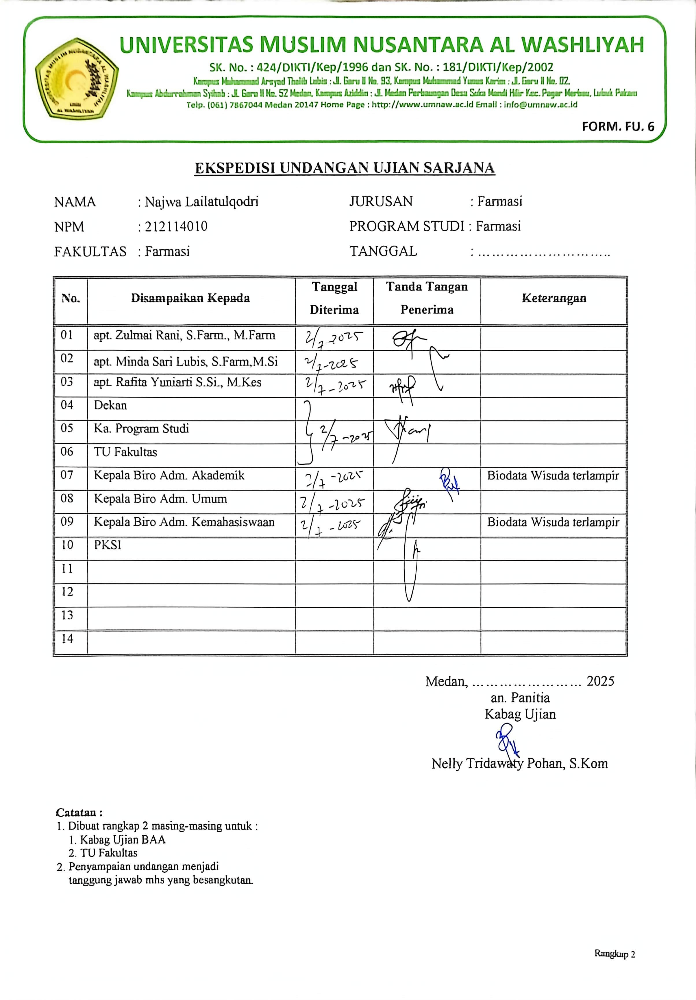 UNIVERSITAS MUSLIM NUSANTARA AL WASHLIYAH
SK. No. : 424/DIKTI/Kep/1996 dan SK. No. : 181/DIKTI/Kep/2002
Kampus Muhammad Arsyad Thalib Lubis : Jl. Garu II No. 93, Kampus Muhammad Yunus Karim : Jl. Garu II No. 02,
Kampus Abdurrahman Syihab : Jl. Garu II No. 52 Medan, Kampus Aziddin : JL. Medan Perbaungan Desa Suka Mandi Hilir Kec. Pagar Merbau, Lubuk Pakam
Telp. (061) 7867044 Medan 20147 Home Page : http://www.umnaw.ac.id Email : info@umnaw.ac.id
FORM. FU. 6
EKSPEDISI UNDANGAN UJIAN SARJANA
NAMA : Najwa Lailatulqodri JURUSAN : Farmasi
NPM : 212114010 PROGRAM STUDI : Farmasi
FAKULTAS : Farmasi TANGGAL : ..............................
No. Disampaikan Kepada Tanggal Diterima Tanda Tangan Penerima Keterangan
01 apt. Zulmai Rani, S.Farm., M.Farm 2/7-2025
02 apt. Minda Sari Lubis, S.Farm,M.Si 2/7-2025
03 apt. Rafita Yuniarti S.Si., M.Kes 2/7-2025
04 Dekan
05 Ka. Program Studi 2/7-2025
06 TU Fakultas
07 Kepala Biro Adm. Akademik 2/7-2025 Biodata Wisuda terlampir
08 Kepala Biro Adm. Umum 2/7-2025
09 Kepala Biro Adm. Kemahasiswaan 2/7-2025 Biodata Wisuda terlampir
10 PKSI
11
12
13
14
Medan, ........................ 2025
an. Panitia
Kabag Ujian
Nelly Tridawaty Pohan, S.Kom
Catatan :
1. Dibuat rangkap 2 masing-masing untuk :
1. Kabag Ujian BAA
2. TU Fakultas
2. Penyampaian undangan menjadi
tanggung jawab mhs yang besangkutan.
Rangkap 2